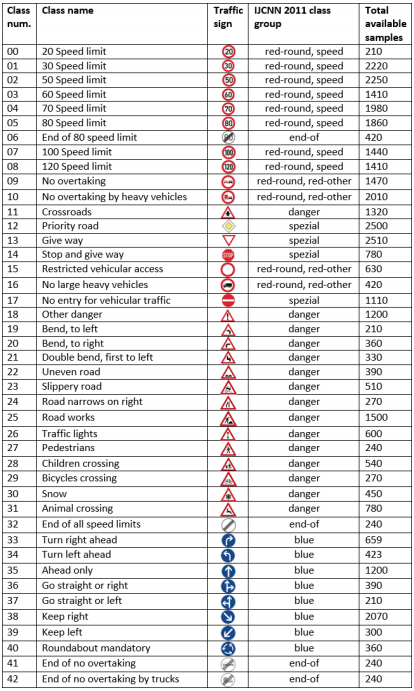 Class num. Class name Traffic sign IJCNN 2011 class group Total available samples
00 20 Speed limit 20 red-round, speed 210
01 30 Speed limit 30 red-round, speed 2220
02 50 Speed limit 50 red-round, speed 2250
03 60 Speed limit 60 red-round, speed 1410
04 70 Speed limit 70 red-round, speed 1980
05 80 Speed limit 80 red-round, speed 1860
06 End of 80 speed limit 80 end-of 420
07 100 Speed limit 100 red-round, speed 1440
08 120 Speed limit 120 red-round, speed 1410
09 No overtaking red-round, red-other 1470
10 No overtaking by heavy vehicles red-round, red-other 2010
11 Crossroads danger 1320
12 Priority road spezial 2500
13 Give way spezial 2510
14 Stop and give way STOP spezial 780
15 Restricted vehicular access red-round, red-other 630
16 No large heavy vehicles red-round, red-other 420
17 No entry for vehicular traffic spezial 1110
18 Other danger danger 1200
19 Bend, to left danger 210
20 Bend, to right danger 360
21 Double bend, first to left danger 330
22 Uneven road danger 390
23 Slippery road danger 510
24 Road narrows on right danger 270
25 Road works danger 1500
26 Traffic lights danger 600
27 Pedestrians danger 240
28 Children crossing danger 540
29 Bicycles crossing danger 270
30 Snow danger 450
31 Animal crossing danger 780
32 End of all speed limits end-of 240
33 Turn right ahead blue 659
34 Turn left ahead blue 423
35 Ahead only blue 1200
36 Go straight or right blue 390
37 Go straight or left blue 210
38 Keep right blue 2070
39 Keep left blue 300
40 Roundabout mandatory blue 360
41 End of no overtaking end-of 240
42 End of no overtaking by trucks end-of 240